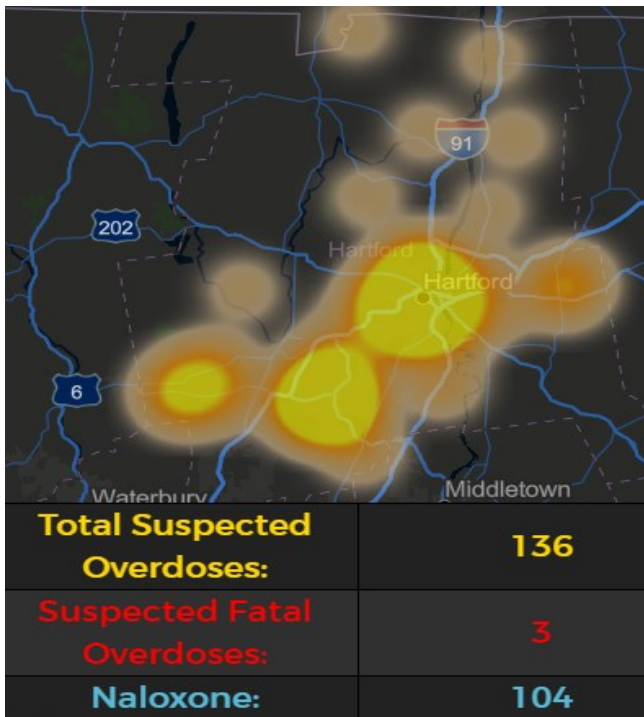 91
202
Hartford
Hartford
6
Waterbury
Middletown
Total Suspected
Overdoses:
136
Suspected Fatal
Overdoses:
3
Naloxone:
104